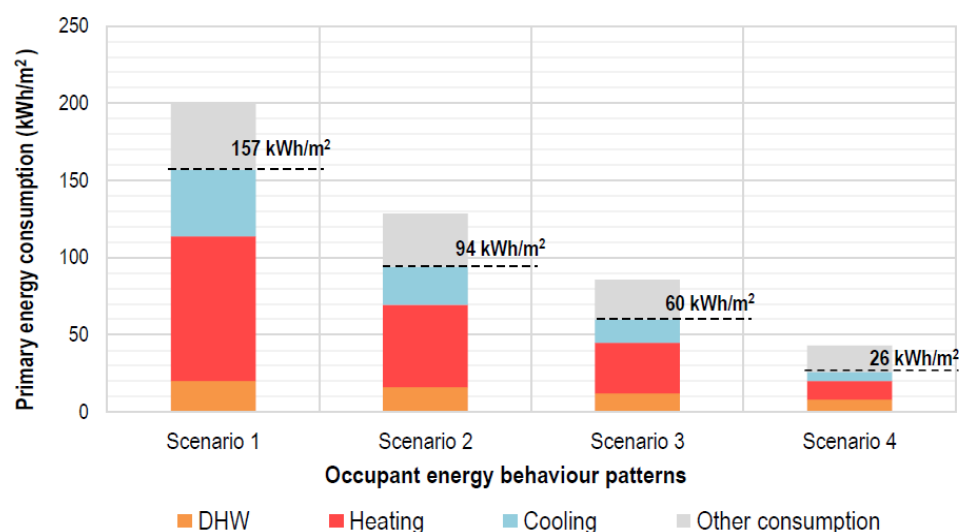 Primary energy consumption (kWh/m²)
250
200
150
100
50
0
157 kWh/m²
94 kWh/m²
60 kWh/m²
26 kWh/m²
Scenario 1
Scenario 2
Scenario 3
Scenario 4
Occupant energy behaviour patterns
DHW
Heating
Cooling
Other consumption